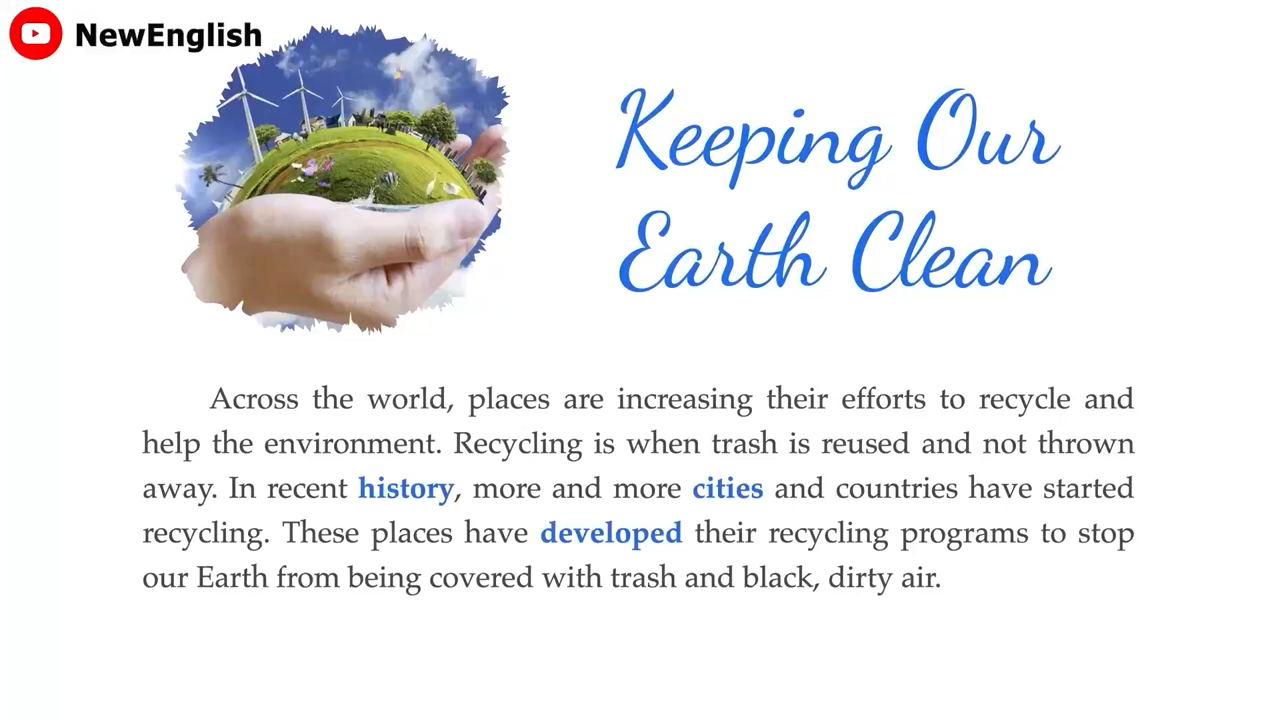 NewEnglish
Keeping Our
Earth Clean
Across the world, places are increasing their efforts to recycle and
help the environment. Recycling is when trash is reused and not thrown
away. In recent history, more and more cities and countries have started
recycling. These places have developed their recycling programs to stop
our Earth from being covered with trash and black, dirty air.